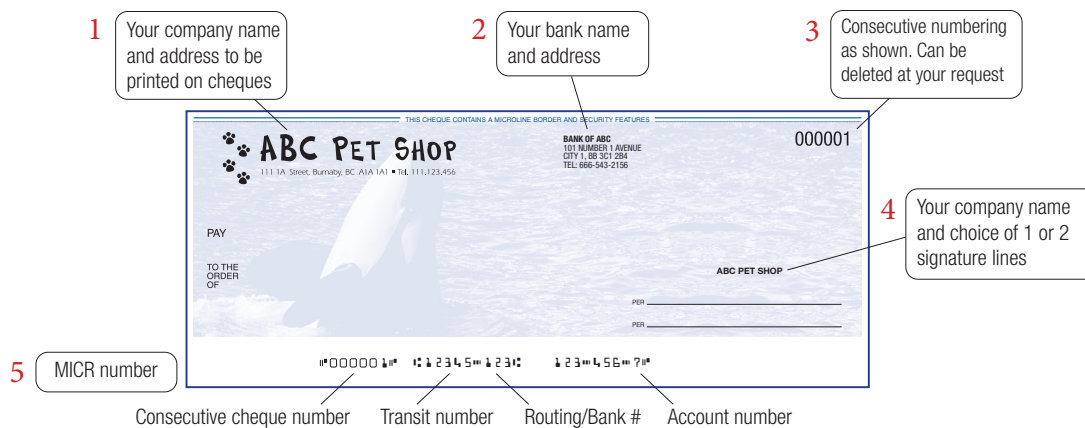 1
Your company name
and address to be
printed on cheques
2
Your bank name
and address
3
Consecutive numbering
as shown. Can be
deleted at your request
THIS CHEQUE CONTAINS A MICROLINE BORDER AND SECURITY FEATURES
ABC PET SHOP
111 1A Street, Burnaby, BC A1A 1A1 ■ Tel. 111.123.456
BANK OF ABC
101 NUMBER 1 AVENUE
CITY 1, BB 3C1 2B4
TEL: 666-543-2156
000001
4
Your company name
and choice of 1 or 2
signature lines
PAY
TO THE
ORDER
OF
ABC PET SHOP
PER
PER
5
MICR number
⑈000001⑈ ⑆12345⑉123⑆ 123⑉456⑉7⑈
Consecutive cheque number Transit number Routing/Bank # Account number